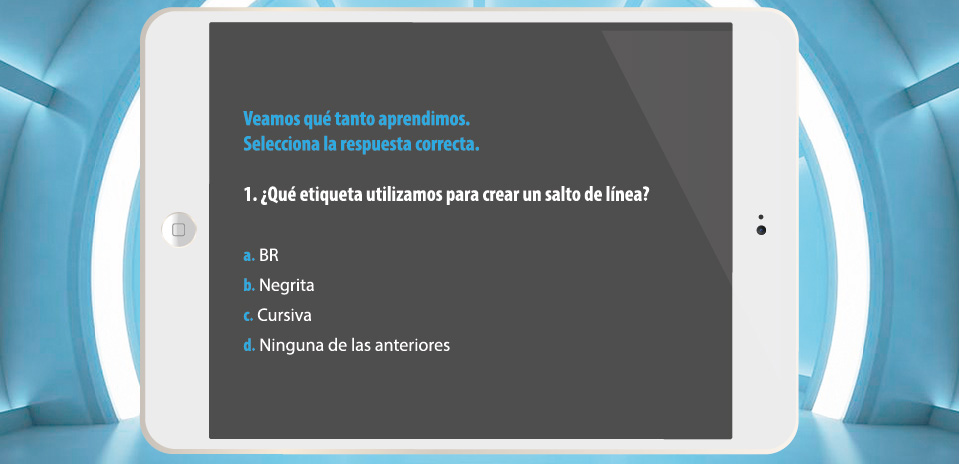 Veamos qué tanto aprendimos.
Selecciona la respuesta correcta.
1. ¿Qué etiqueta utilizamos para crear un salto de línea?
a. BR
b. Negrita
c. Cursiva
d. Ninguna de las anteriores